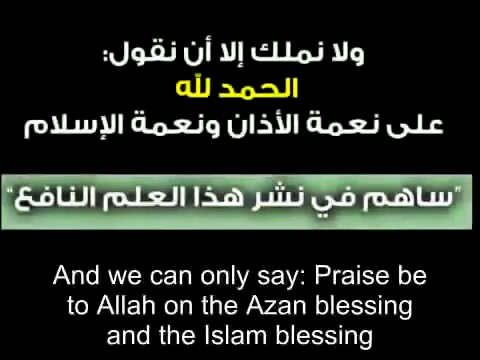 ولا نملك إلا أن نقول:
الحمد لله
على نعمة الأذان ونعمة الإسلام
"ساهم في نشر هذا العلم النافع"
And we can only say: Praise be
to Allah on the Azan blessing
and the Islam blessing